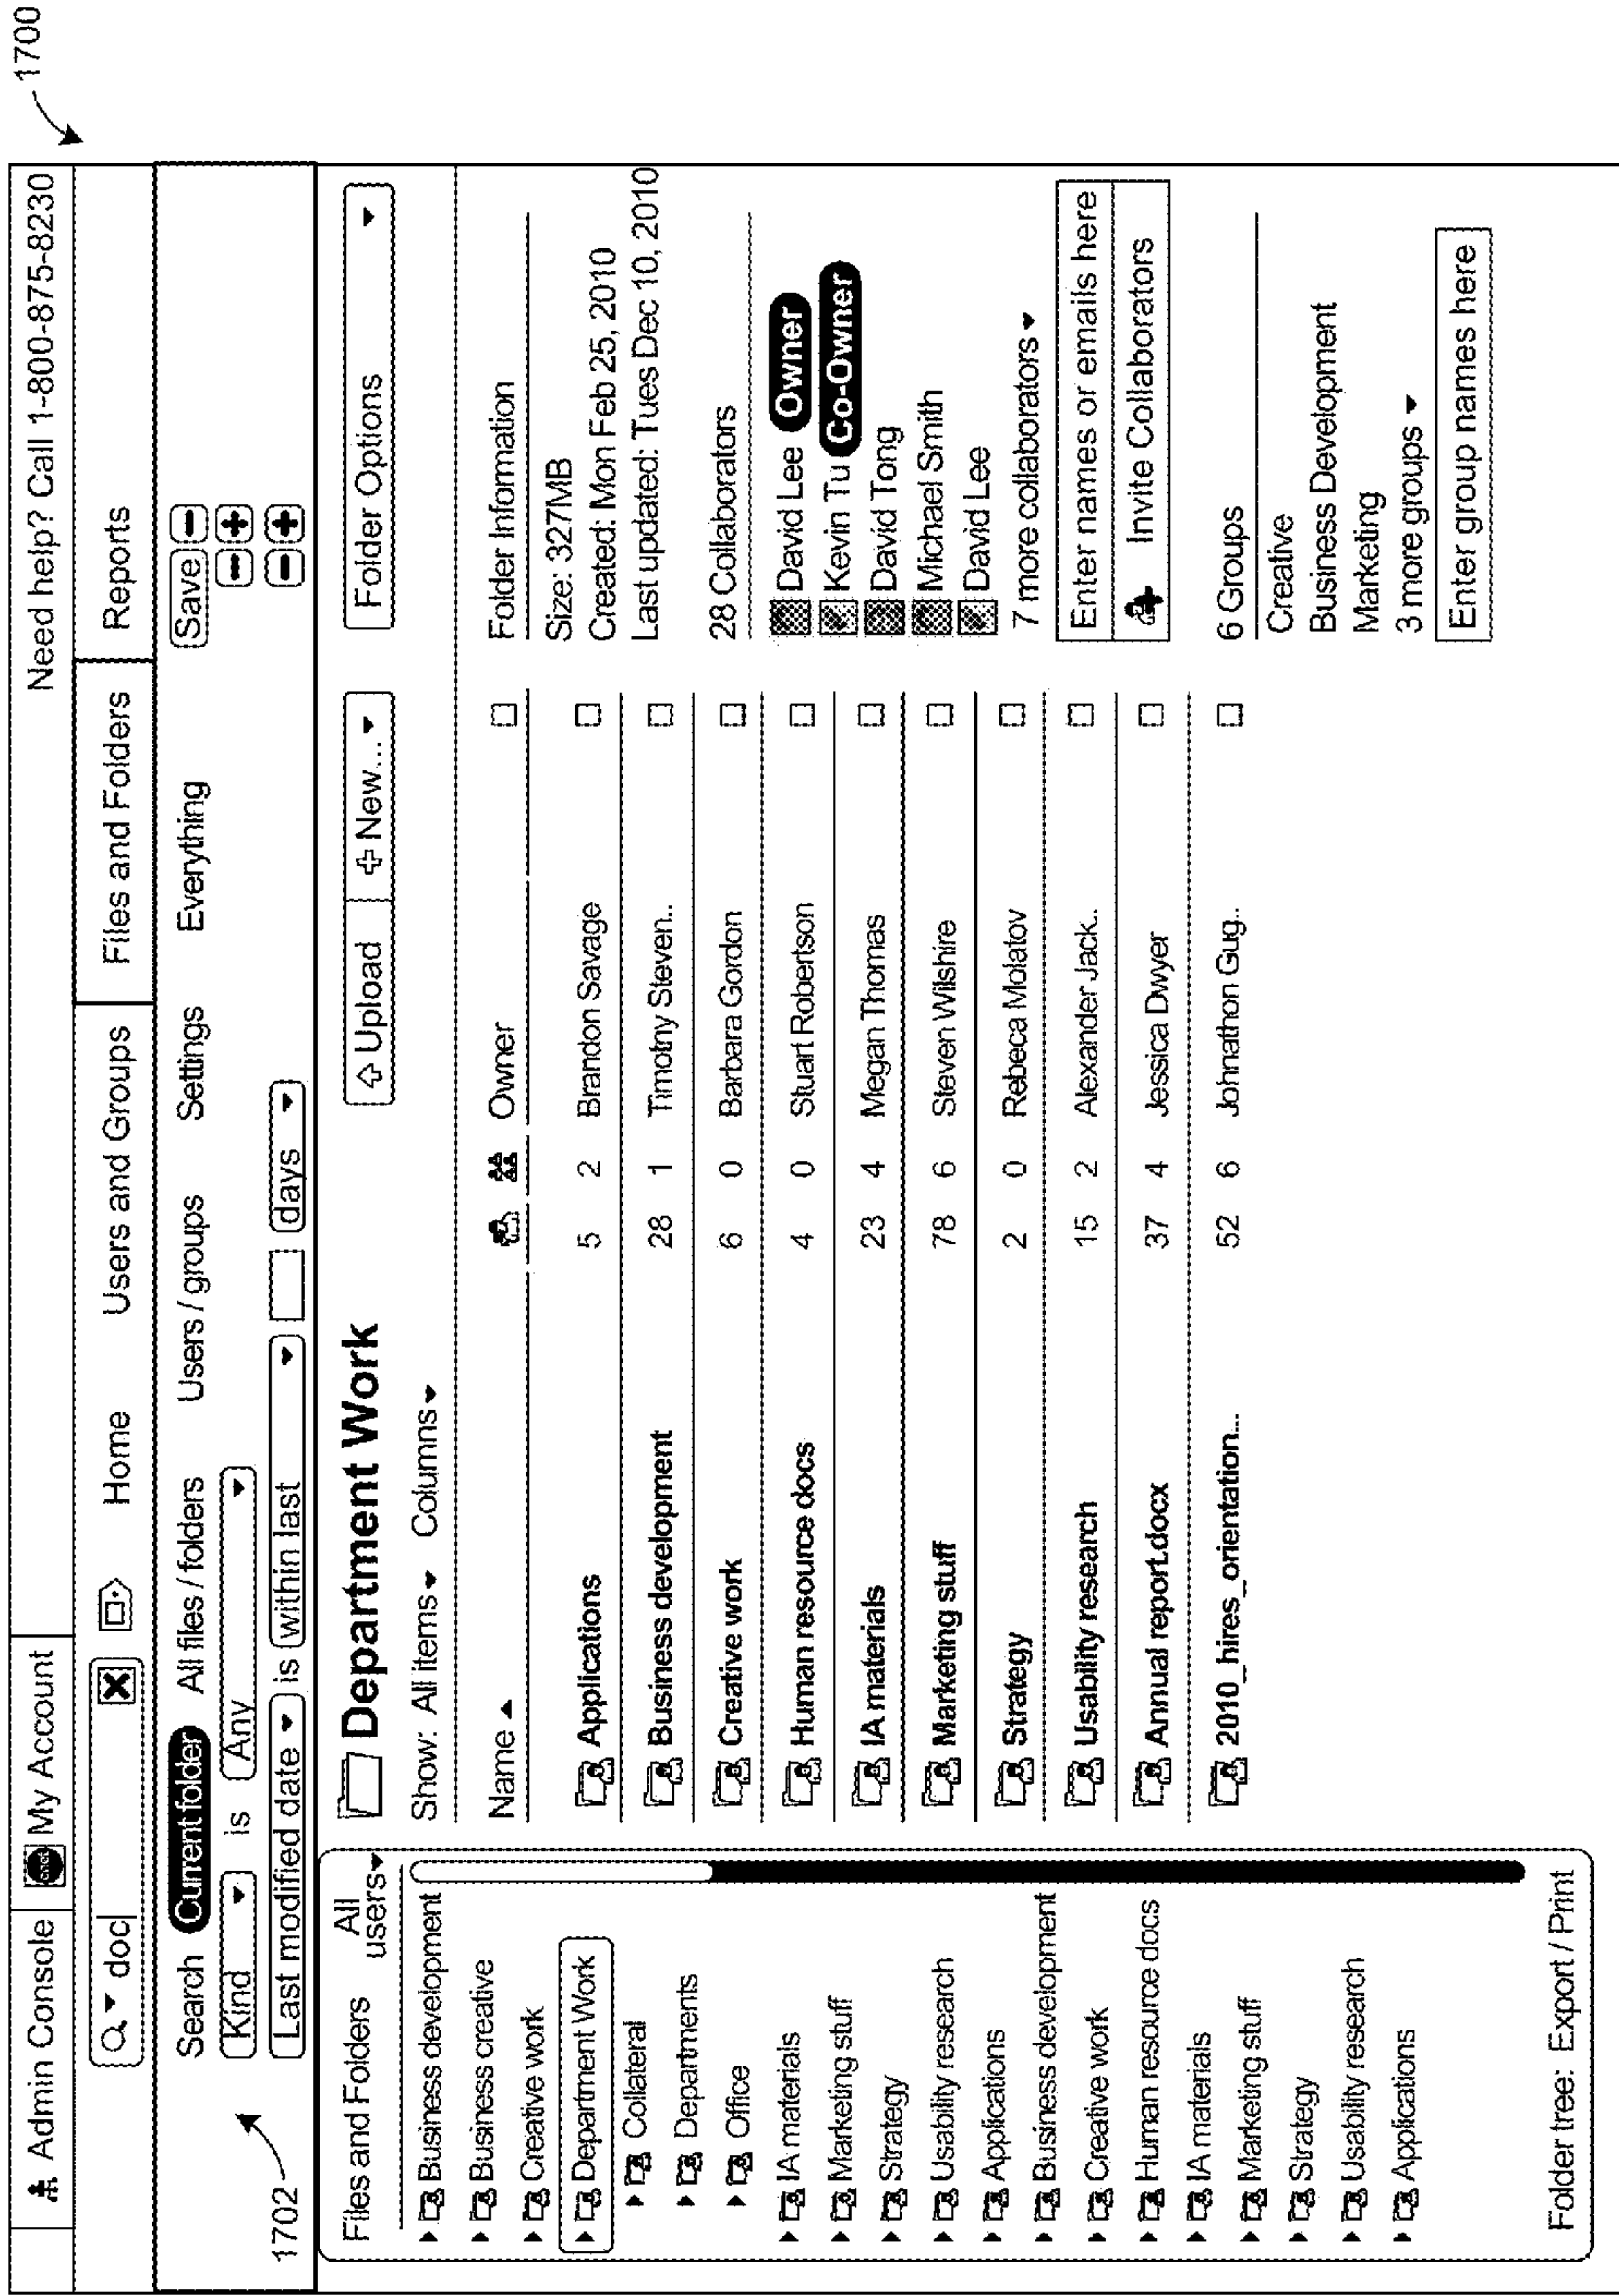 1700
Admin Console My Account Need help? Call 1-800-875-8230
doc Home Users and Groups Files and Folders Reports
Search Current folder All files / folders Users / groups Settings Everything Save
Kind is Any
1702
Last modified date is within last days
Files and Folders All users
Business development
Business creative
Creative work
Department Work
Collateral
Departments
Office
IA materials
Marketing stuff
Strategy
Usability research
Applications
Business development
Creative work
Human resource docs
IA materials
Marketing stuff
Strategy
Usability research
Applications
Folder tree: Export / Print
Department Work Upload New... Folder Options
Show: All items Columns
Name Owner
Applications 5 2 Brandon Savage
Business development 28 1 Timotny Steven..
Creative work 6 0 Barbara Gordon
Human resource docs 4 0 Stuart Robertson
IA materials 23 4 Megan Thomas
Marketing stuff 78 6 Steven Wilshire
Strategy 2 0 Rebeca Molatov
Usability research 15 2 Alexander Jack..
Annual report.docx 37 4 Jessica Dwyer
2010_hires_orientation... 52 6 Johnathon Gug..
Folder Information
Size: 327MB
Created: Mon Feb 25, 2010
Last updated: Tues Dec 10, 2010
28 Collaborators
David Lee Owner
Kevin Tu Co-Owner
David Tong
Michael Smith
David Lee
7 more collaborators
Enter names or emails here
Invite Collaborators
6 Groups
Creative
Business Development
Marketing
3 more groups
Enter group names here